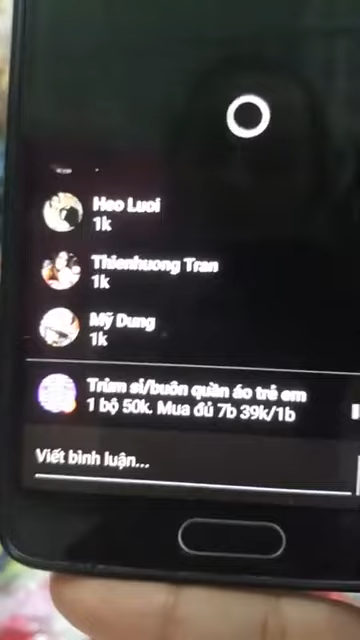 Heo Luoi
1k
Thienhuong Tran
1k
Mỹ Dung
1k
Trùm sỉ/buôn quần áo trẻ em
1 bộ 50k. Mua đủ 7b 39k/1b
Viết bình luận...